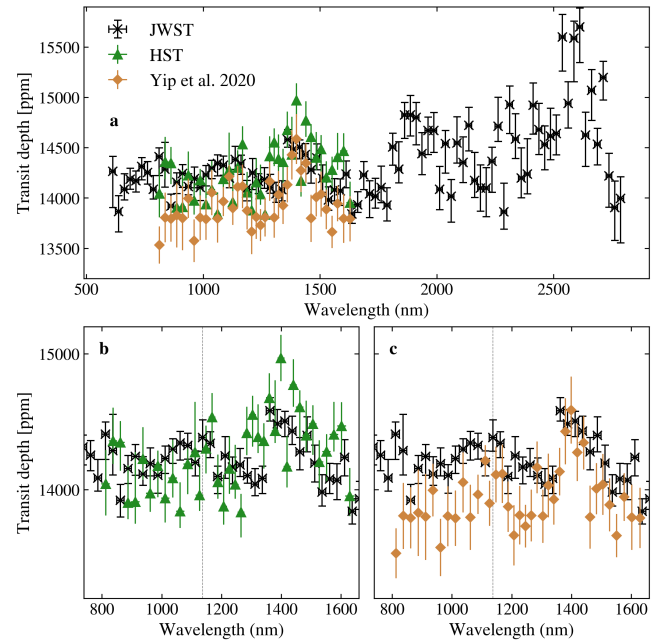 JWST
HST
Yip et al. 2020
a
Transit depth [ppm]
15500
15000
14500
14000
13500
500 1000 1500 2000 2500
Wavelength (nm)
b
c
Transit depth [ppm]
15000
14000
800 1000 1200 1400 1600
800 1000 1200 1400 1600
Wavelength (nm)
Wavelength (nm)